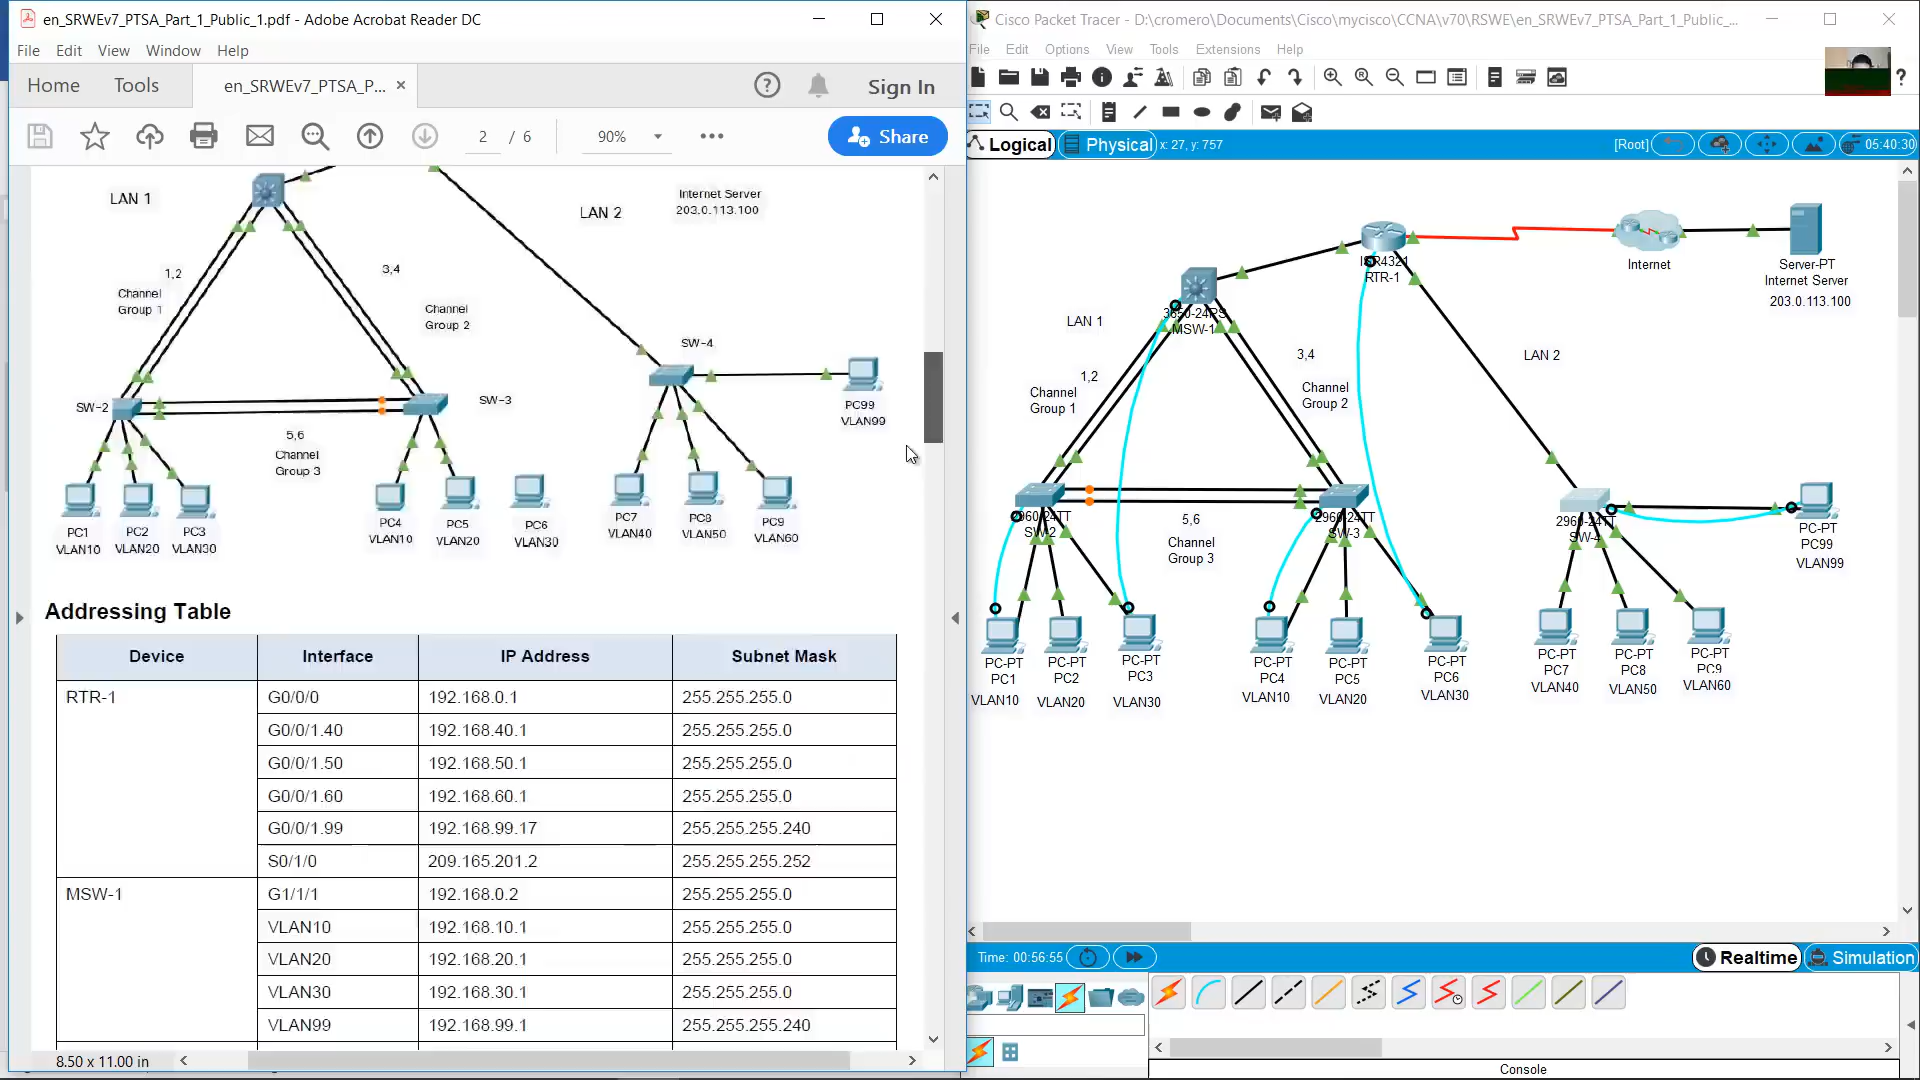 en_SRWEv7_PTSA_Part_1_Public_1.pdf - Adobe Acrobat Reader DC
File Edit View Window Help
Home Tools en_SRWEv7_PTSA_P... × Sign In
2 / 6 90% Share
LAN 1
LAN 2
Internet Server
203.0.113.100
1,2
3,4
Channel
Group 1
Channel
Group 2
SW-4
SW-2
SW-3
PC99
VLAN99
5,6
Channel
Group 3
PC1
VLAN10
PC2
VLAN20
PC3
VLAN30
PC4
VLAN10
PC5
VLAN20
PC6
VLAN30
PC7
VLAN40
PC8
VLAN50
PC9
VLAN60
Addressing Table
Device Interface IP Address Subnet Mask
RTR-1 G0/0/0 192.168.0.1 255.255.255.0
G0/0/1.40 192.168.40.1 255.255.255.0
G0/0/1.50 192.168.50.1 255.255.255.0
G0/0/1.60 192.168.60.1 255.255.255.0
G0/0/1.99 192.168.99.17 255.255.255.240
S0/1/0 209.165.201.2 255.255.255.252
MSW-1 G1/1/1 192.168.0.2 255.255.255.0
VLAN10 192.168.10.1 255.255.255.0
VLAN20 192.168.20.1 255.255.255.0
VLAN30 192.168.30.1 255.255.255.0
VLAN99 192.168.99.1 255.255.255.240
8.50 x 11.00 in
Cisco Packet Tracer - D:\cromero\Documents\Cisco\mycisco\CCNA\v70\RSWE\en_SRWEv7_PTSA_Part_1_Public_...
File Edit Options View Tools Extensions Help
Logical Physical x: 27, y: 757 [Root] 05:40:30
ISR4321
RTR-1
Internet
Server-PT
Internet Server
203.0.113.100
3650-24PS
MSW-1
LAN 1
LAN 2
1,2
3,4
Channel
Group 1
Channel
Group 2
2960-24TT
SW-2
2960-24TT
SW-3
2960-24TT
SW-4
5,6
Channel
Group 3
PC-PT
PC99
VLAN99
PC-PT
PC1
VLAN10
PC-PT
PC2
VLAN20
PC-PT
PC3
VLAN30
PC-PT
PC4
VLAN10
PC-PT
PC5
VLAN20
PC-PT
PC6
VLAN30
PC-PT
PC7
VLAN40
PC-PT
PC8
VLAN50
PC-PT
PC9
VLAN60
Time: 00:56:55 Realtime Simulation
Console